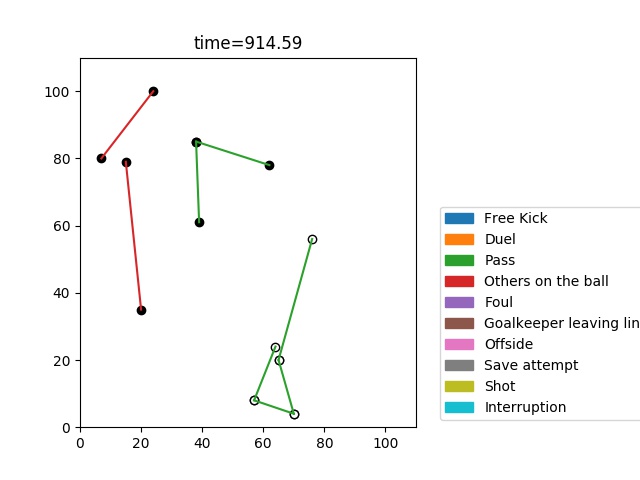 time=914.59
100
80
60
40
20
0
0 20 40 60 80 100
Free Kick
Duel
Pass
Others on the ball
Foul
Goalkeeper leaving lin
Offside
Save attempt
Shot
Interruption